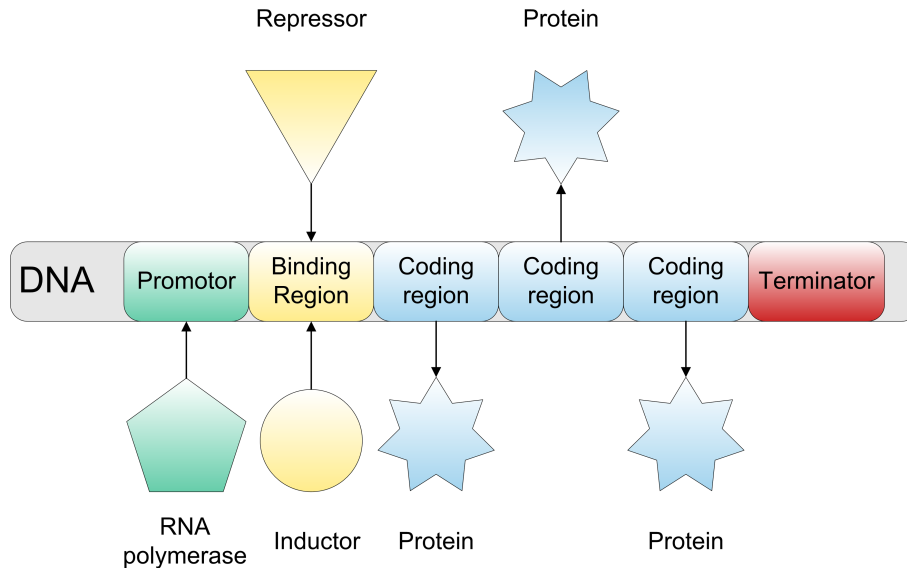 Repressor
Protein
DNA
Promotor
Binding
Region
Coding
region
Coding
region
Coding
region
Terminator
RNA
polymerase
Inductor
Protein
Protein